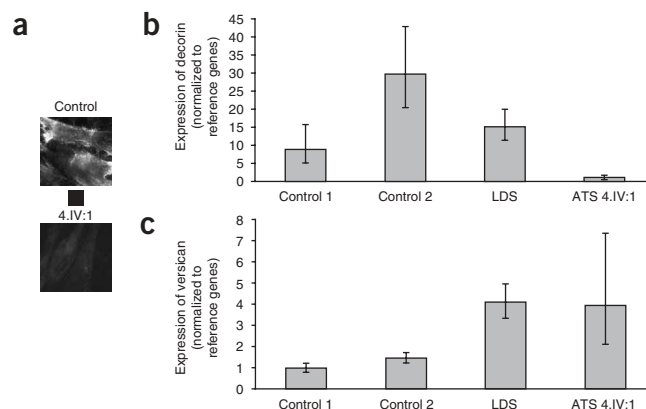 a
Control
4.IV:1
b
Expression of decorin
(normalized to
reference genes)
45
40
35
30
25
20
15
10
5
0
Control 1 Control 2 LDS ATS 4.IV:1
c
Expression of versican
(normalized to
reference genes)
8
7
6
5
4
3
2
1
0
Control 1 Control 2 LDS ATS 4.IV:1